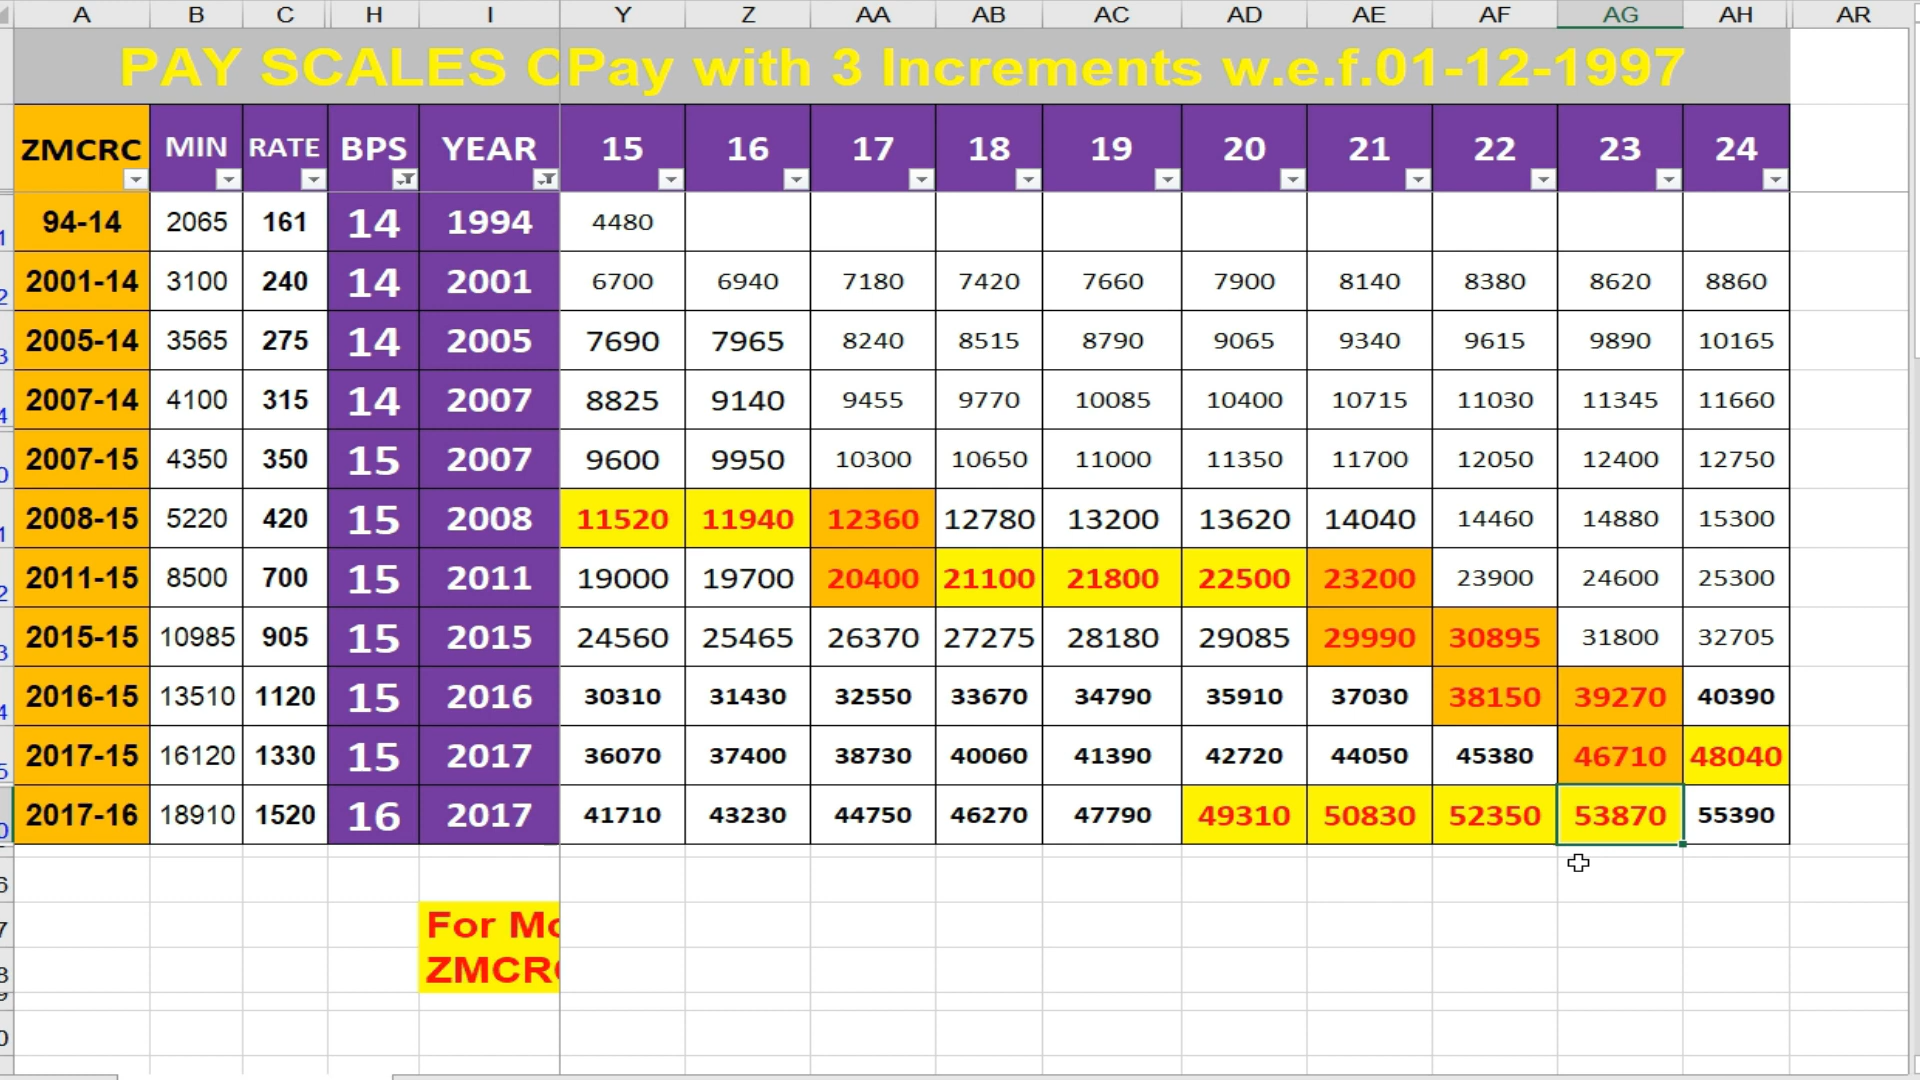 A B C H I Y Z AA AB AC AD AE AF AG AH AR
PAY SCALES Pay with 3 Increments w.e.f.01-12-1997
ZMCRC MIN RATE BPS YEAR 15 16 17 18 19 20 21 22 23 24
94-14 2065 161 14 1994 4480
2001-14 3100 240 14 2001 6700 6940 7180 7420 7660 7900 8140 8380 8620 8860
2005-14 3565 275 14 2005 7690 7965 8240 8515 8790 9065 9340 9615 9890 10165
2007-14 4100 315 14 2007 8825 9140 9455 9770 10085 10400 10715 11030 11345 11660
2007-15 4350 350 15 2007 9600 9950 10300 10650 11000 11350 11700 12050 12400 12750
2008-15 5220 420 15 2008 11520 11940 12360 12780 13200 13620 14040 14460 14880 15300
2011-15 8500 700 15 2011 19000 19700 20400 21100 21800 22500 23200 23900 24600 25300
2015-15 10985 905 15 2015 24560 25465 26370 27275 28180 29085 29990 30895 31800 32705
2016-15 13510 1120 15 2016 30310 31430 32550 33670 34790 35910 37030 38150 39270 40390
2017-15 16120 1330 15 2017 36070 37400 38730 40060 41390 42720 44050 45380 46710 48040
2017-16 18910 1520 16 2017 41710 43230 44750 46270 47790 49310 50830 52350 53870 55390
For